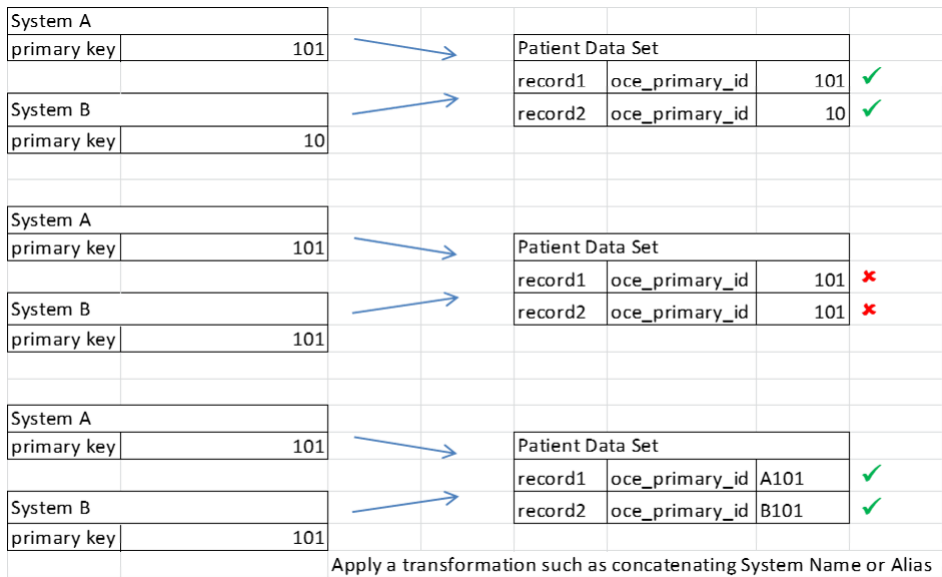 System A
primary key 101
Patient Data Set
record1 oce_primary_id 101
System B
record2 oce_primary_id 10
primary key 10
System A
primary key 101
Patient Data Set
record1 oce_primary_id 101
System B
record2 oce_primary_id 101
primary key 101
System A
primary key 101
Patient Data Set
record1 oce_primary_id A101
System B
record2 oce_primary_id B101
primary key 101
Apply a transformation such as concatenating System Name or Alias